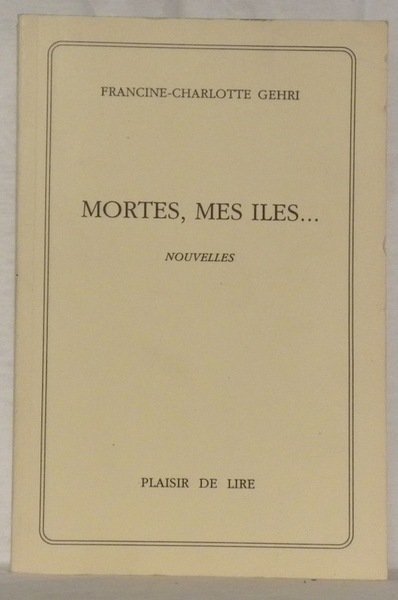 FRANCINE-CHARLOTTE GEHRI
MORTES, MES ILES...
NOUVELLES
PLAISIR DE LIRE